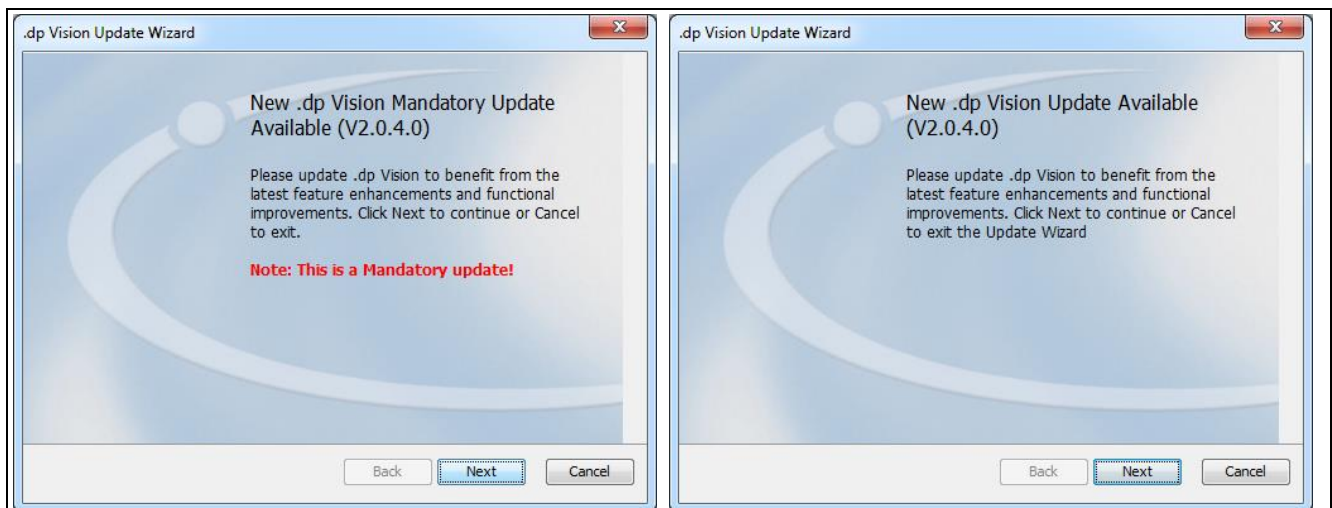 .dp Vision Update Wizard
New .dp Vision Mandatory Update
Available (V2.0.4.0)
Please update .dp Vision to benefit from the
latest feature enhancements and functional
improvements. Click Next to continue or Cancel
to exit.
Note: This is a Mandatory update!
Back
Next
Cancel
.dp Vision Update Wizard
New .dp Vision Update Available
(V2.0.4.0)
Please update .dp Vision to benefit from the
latest feature enhancements and functional
improvements. Click Next to continue or Cancel
to exit the Update Wizard
Back
Next
Cancel